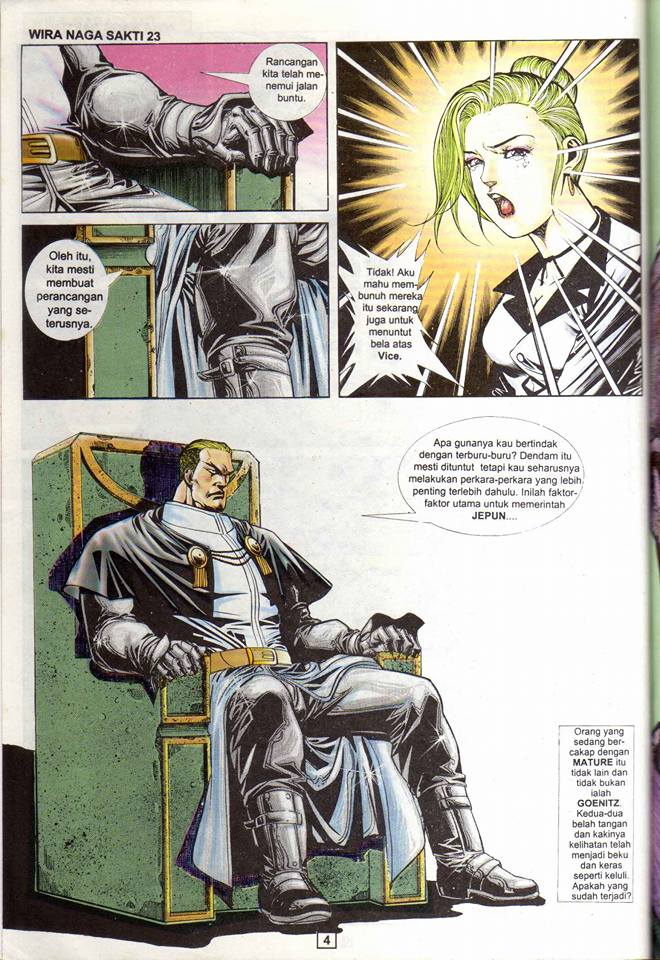 WIRA NAGA SAKTI 23
Rancangan
kita telah me-
nemui jalan
buntu.
Tidak! Aku
mahu mem-
bunuh mereka
itu sekarang
juga untuk
menuntut
bela atas
Vice.
Oleh itu,
kita mesti
membuat
perancangan
yang se-
terusnya.
Apa gunanya kau bertindak
dengan terburu-buru? Dendam itu
mesti dituntut tetapi kau seharusnya
melakukan perkara-perkara yang lebih
penting terlebih dahulu. Inilah faktor-
faktor utama untuk memerintah
JEPUN....
Orang yang
sedang ber-
cakap dengan
MATURE itu
tidak lain dan
tidak bukan
ialah
GOENITZ.
Kedua-dua
belah tangan
dan kakinya
kelihatan telah
menjadi beku
dan keras
seperti keluli.
Apakah yang
sudah terjadi?
4